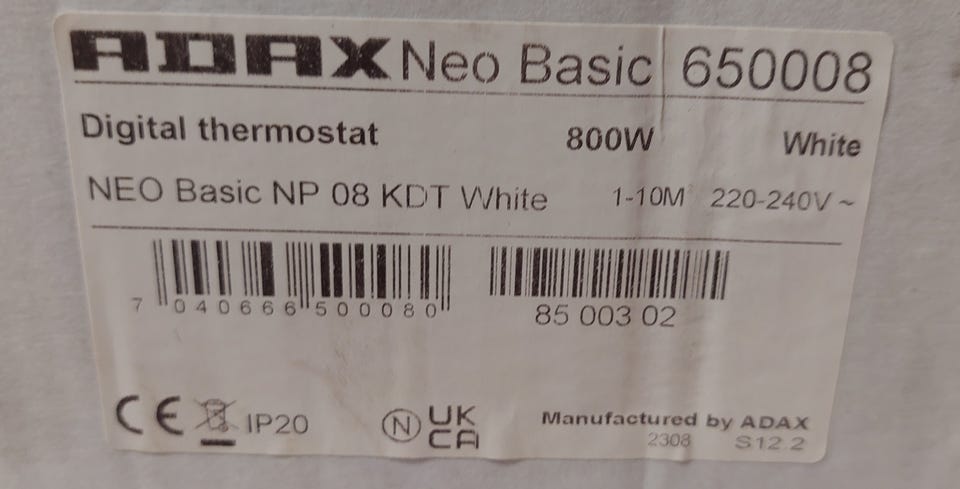 ADAX Neo Basic 650008
Digital thermostat 800W White
NEO Basic NP 08 KDT White 1-10M² 220-240V ~
7 040666 500080
85 003 02
CE IP20 N UK CA
Manufactured by ADAX
2308 S12.2